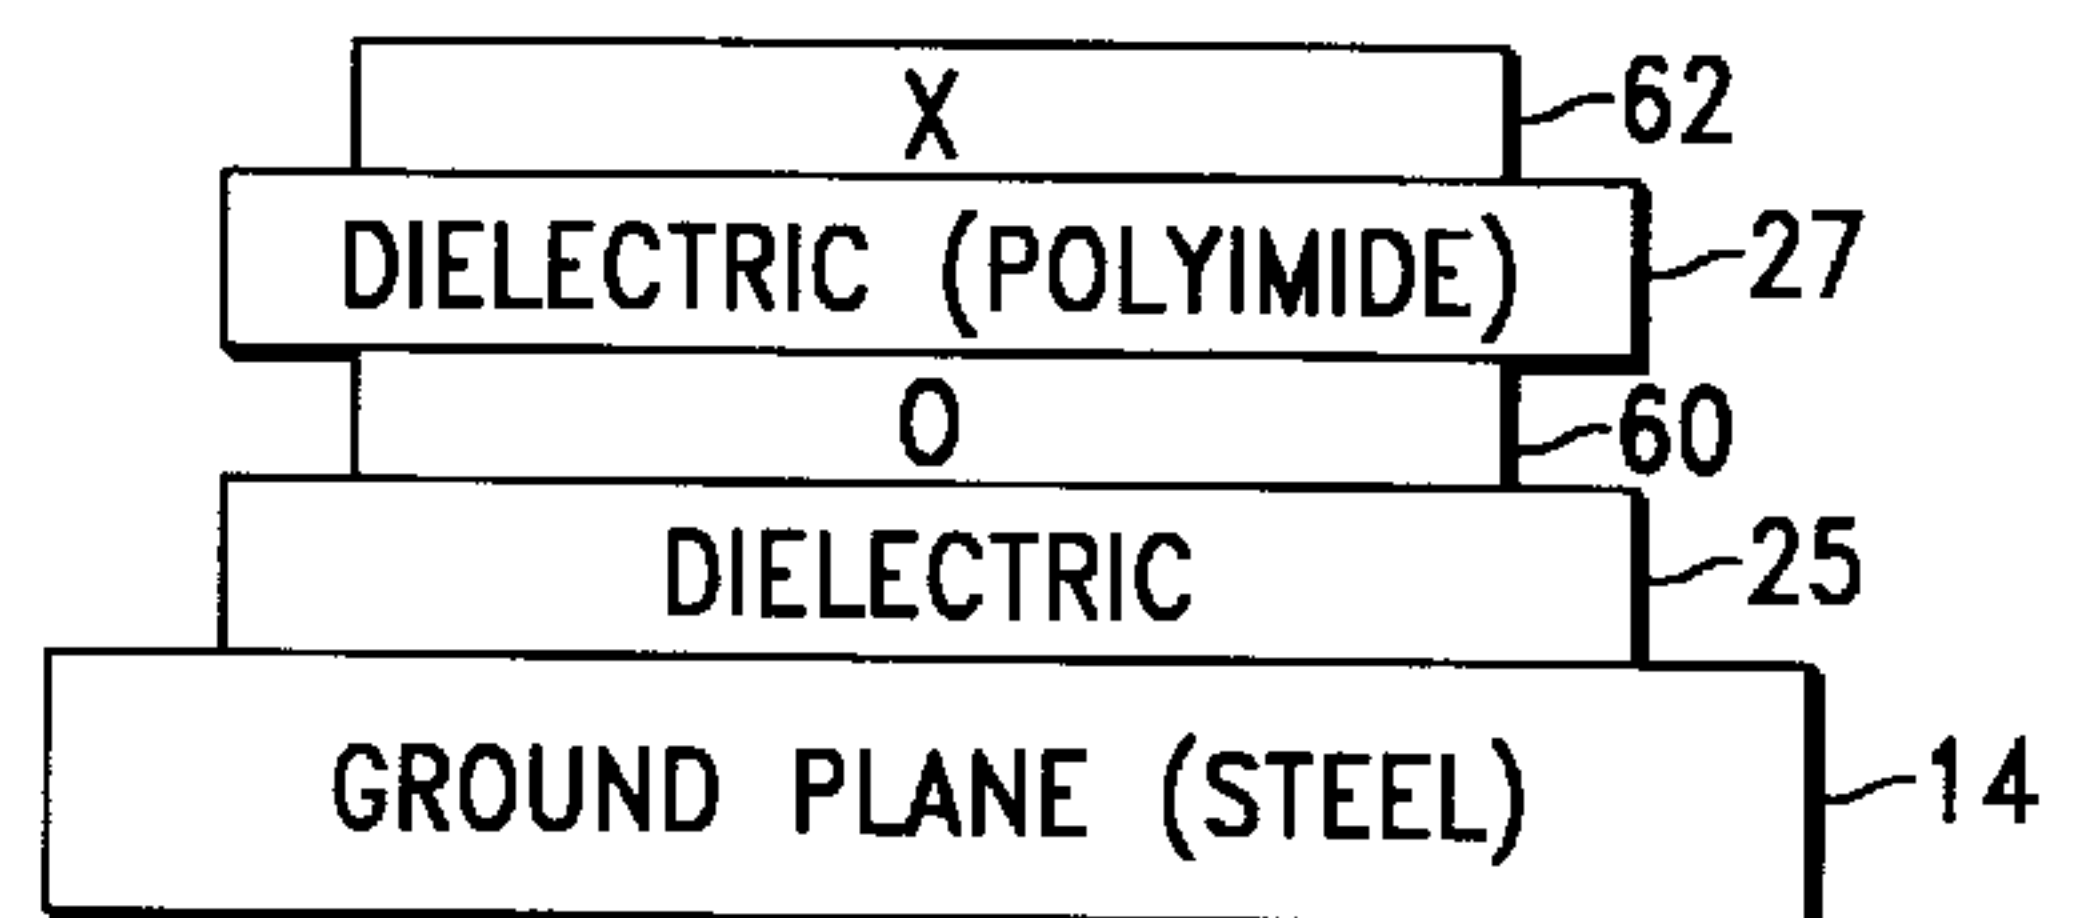 X 62
DIELECTRIC (POLYIMIDE) 27
O 60
DIELECTRIC 25
GROUND PLANE (STEEL) 14